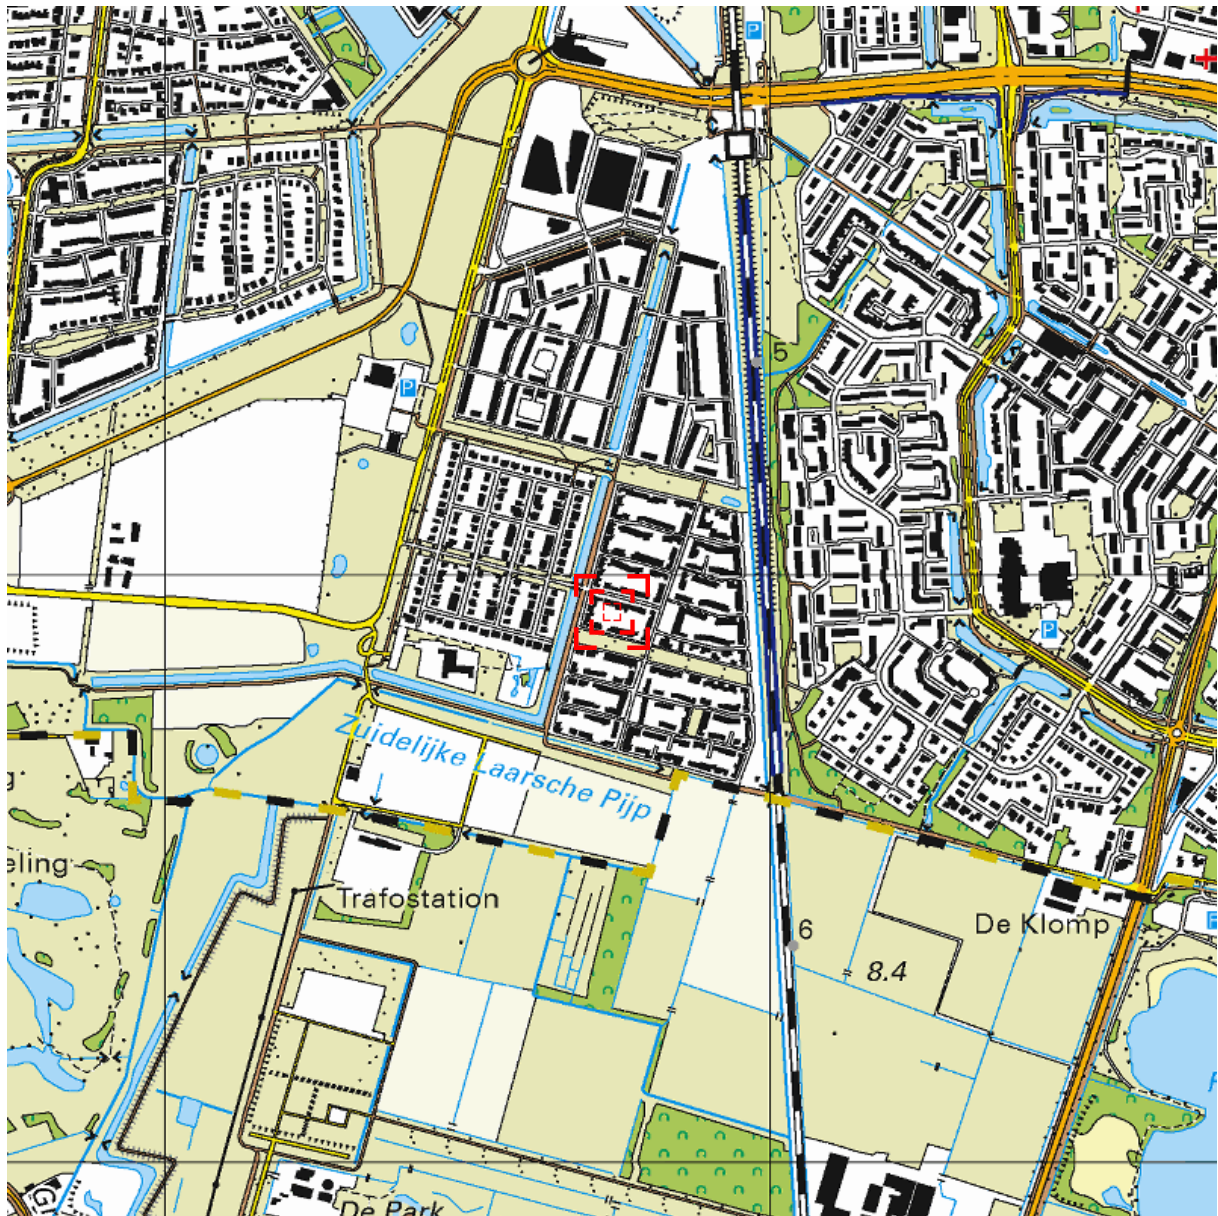 P
5
P
P
Zuidelijke Laarsche Pijp
eling
Trafostation
De Klomp
6
8.4
P
De Park